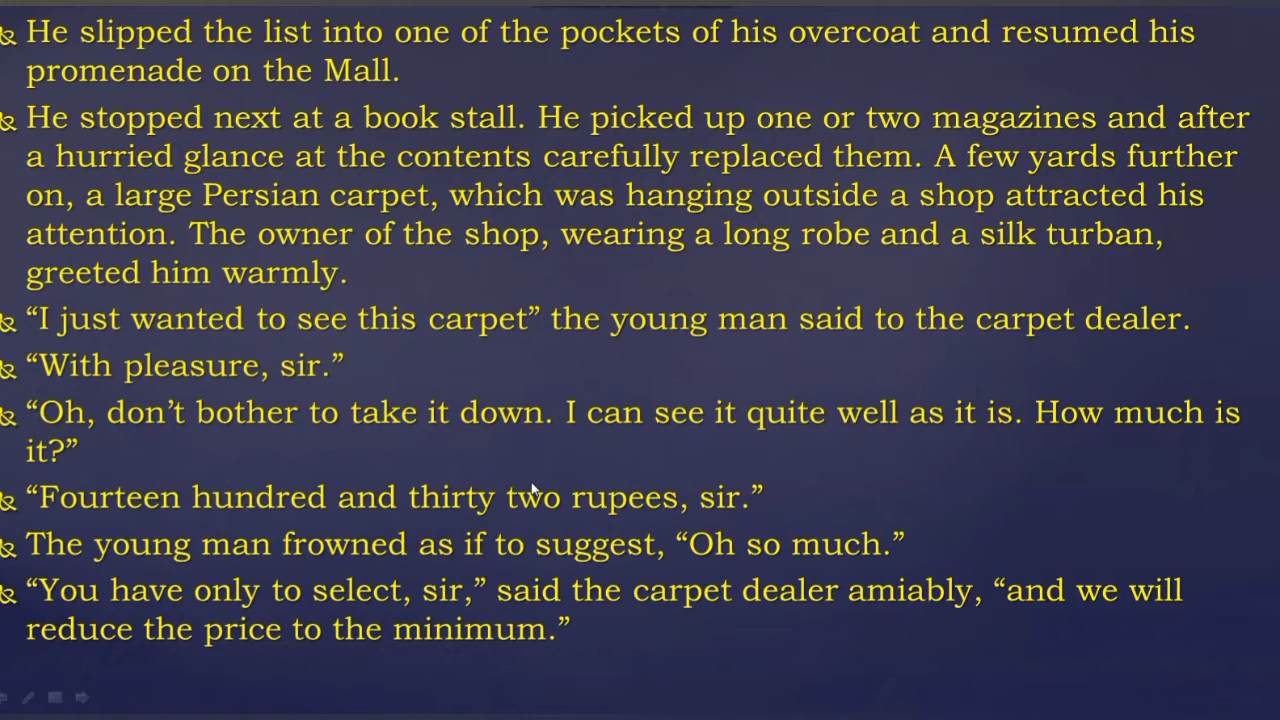 He slipped the list into one of the pockets of his overcoat and resumed his
promenade on the Mall.
He stopped next at a book stall. He picked up one or two magazines and after
a hurried glance at the contents carefully replaced them. A few yards further
on, a large Persian carpet, which was hanging outside a shop attracted his
attention. The owner of the shop, wearing a long robe and a silk turban,
greeted him warmly.
“I just wanted to see this carpet” the young man said to the carpet dealer.
“With pleasure, sir.”
“Oh, don’t bother to take it down. I can see it quite well as it is. How much is
it?”
“Fourteen hundred and thirty two rupees, sir.”
The young man frowned as if to suggest, “Oh so much.”
“You have only to select, sir,” said the carpet dealer amiably, “and we will
reduce the price to the minimum.”